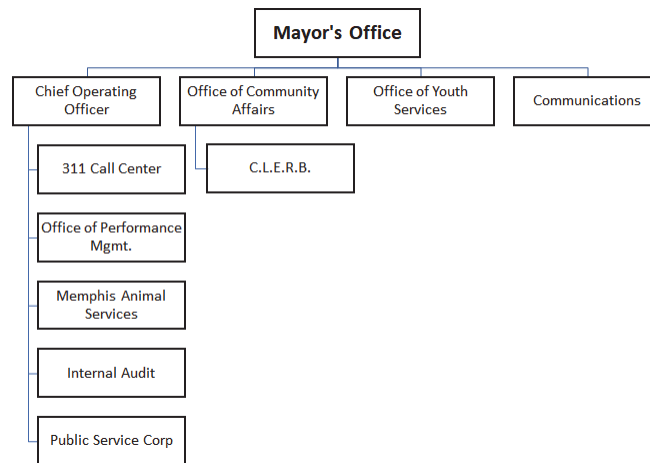 Mayor's Office
Chief Operating
Officer
Office of Community
Affairs
Office of Youth
Services
Communications
311 Call Center
C.L.E.R.B.
Office of Performance
Mgmt.
Memphis Animal
Services
Internal Audit
Public Service Corp